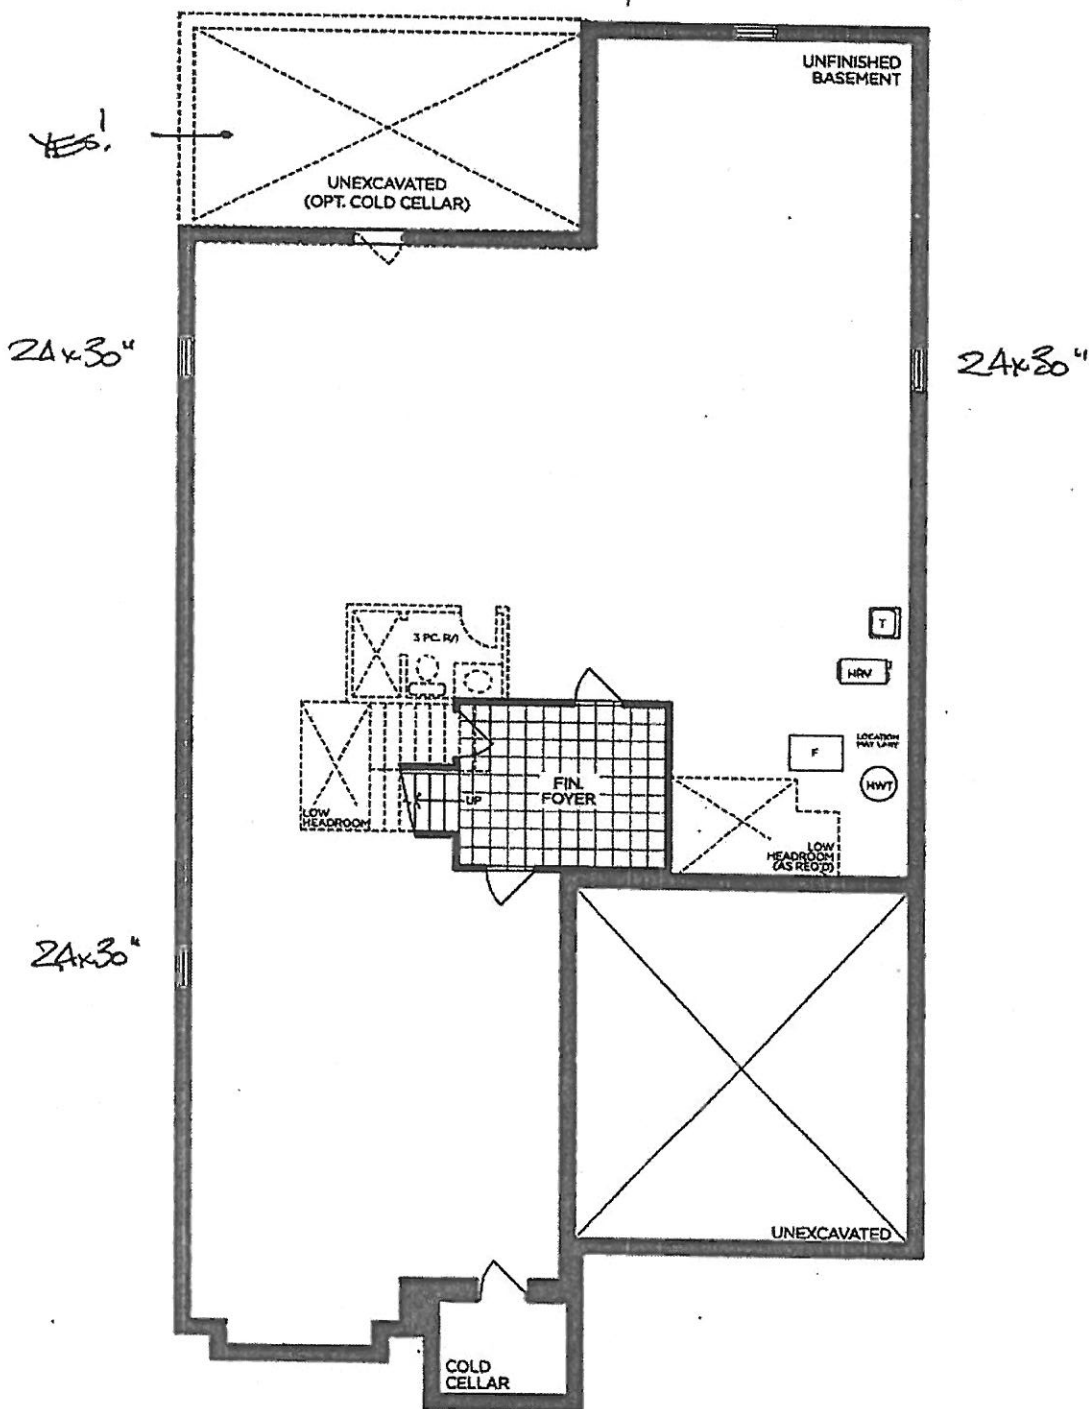 UNFINISHED
BASEMENT
YES!
UNEXCAVATED
(OPT. COLD CELLAR)
24x30"
24x30"
3 PC. R/I
T
HRV
LOCATION
MAY VARY
F
HWT
FIN.
FOYER
UP
LOW
HEADROOM
LOW
HEADROOM
(AS REQ'D)
24x30"
UNEXCAVATED
COLD
CELLAR